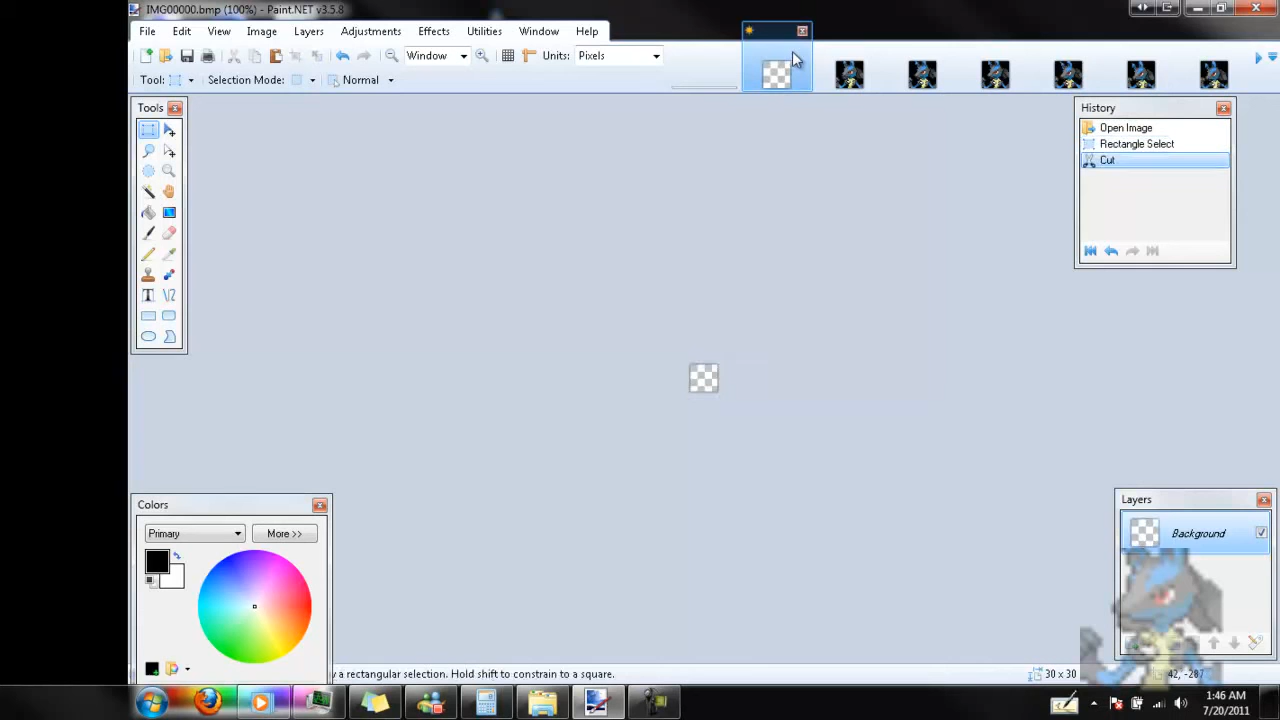 IMG00000.bmp (100%) - Paint.NET v3.5.8
File Edit View Image Layers Adjustments Effects Utilities Window Help
Window Units: Pixels
Tool: Selection Mode: Normal
Tools
History
Open Image
Rectangle Select
Cut
Colors
Primary More >>
Layers
Background
a rectangular selection. Hold shift to constrain to a square. 30 x 30 42, -287
1:46 AM
7/20/2011